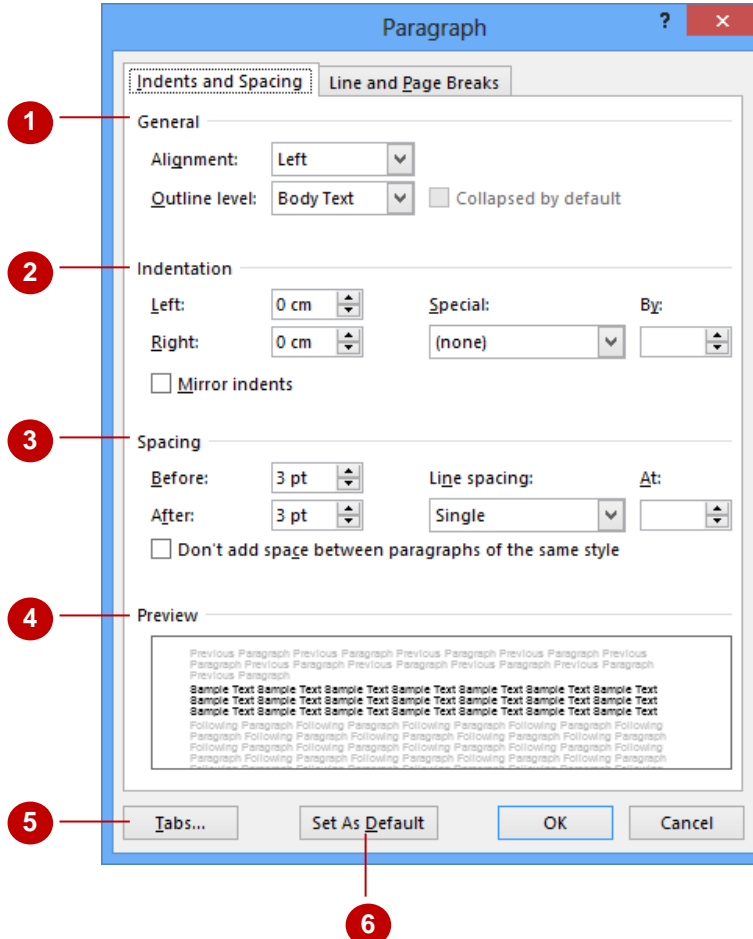 Paragraph ? ×
Indents and Spacing Line and Page Breaks
1 General
Alignment: Left
Outline level: Body Text Collapsed by default
2 Indentation
Left: 0 cm Special: By:
Right: 0 cm (none)
Mirror indents
3 Spacing
Before: 3 pt Line spacing: At:
After: 3 pt Single
Don't add space between paragraphs of the same style
4 Preview
Previous Paragraph Previous Paragraph Previous Paragraph Previous Paragraph Previous
Paragraph Previous Paragraph Previous Paragraph Previous Paragraph Previous Paragraph
Previous Paragraph
Sample Text Sample Text Sample Text Sample Text Sample Text Sample Text Sample Text
Sample Text Sample Text Sample Text Sample Text Sample Text Sample Text Sample Text
Sample Text Sample Text Sample Text Sample Text Sample Text Sample Text Sample Text
Following Paragraph Following Paragraph Following Paragraph Following Paragraph Following
Paragraph Following Paragraph Following Paragraph Following Paragraph Following Paragraph
Following Paragraph Following Paragraph Following Paragraph Following Paragraph Following
Paragraph Following Paragraph Following Paragraph Following Paragraph Following Paragraph
5 Tabs... Set As Default OK Cancel
6